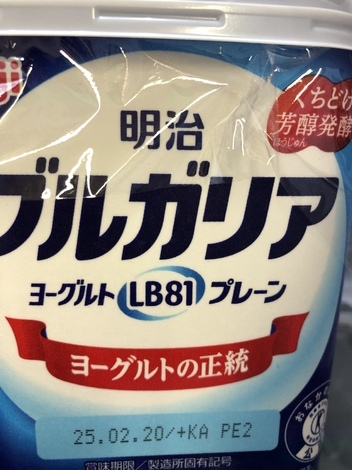 明治
くちどけ
芳醇発酵
ほうじゅん
ブルガリア
ヨーグルト LB81 プレーン
ヨーグルトの正統
25.02.20/+KA PE2
賞味期限/製造所固有記号